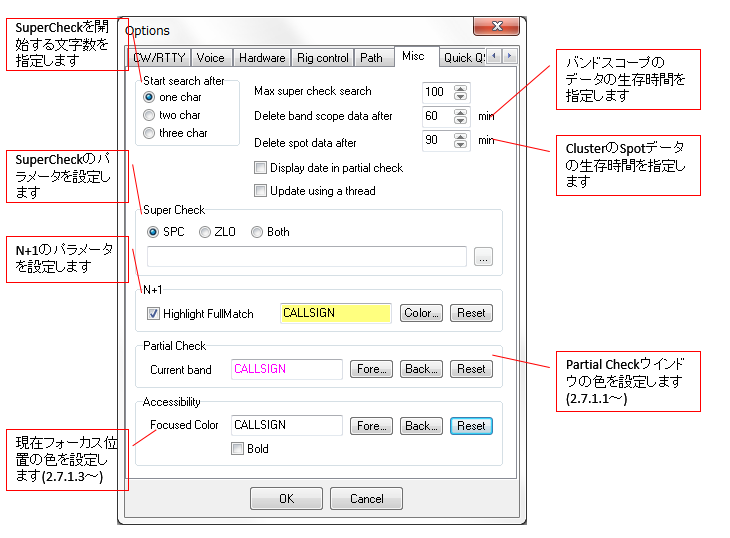 SuperCheckを開
始する文字数を
指定します
SuperCheckのパ
ラメータを設定し
ます
N+1のパラメータ
を設定します
現在フォーカス位
置の色を設定し
ます(2.7.1.3～)
Options
CW/RTTY Voice Hardware Rig control Path Misc Quick Q
Start search after
one char
two char
three char
Max super check search 100
Delete band scope data after 60 min
Delete spot data after 90 min
Display date in partial check
Update using a thread
Super Check
SPC ZLO Both
...
N+1
Highlight FullMatch CALLSIGN Color... Reset
Partial Check
Current band CALLSIGN Fore... Back... Reset
Accessibility
Focused Color CALLSIGN Fore... Back... Reset
Bold
OK Cancel
バンドスコープの
データの生存時間を
指定します
ClusterのSpotデータ
の生存時間を指定し
ます
Partial Checkウインド
ウの色を設定します
(2.7.1.1～)